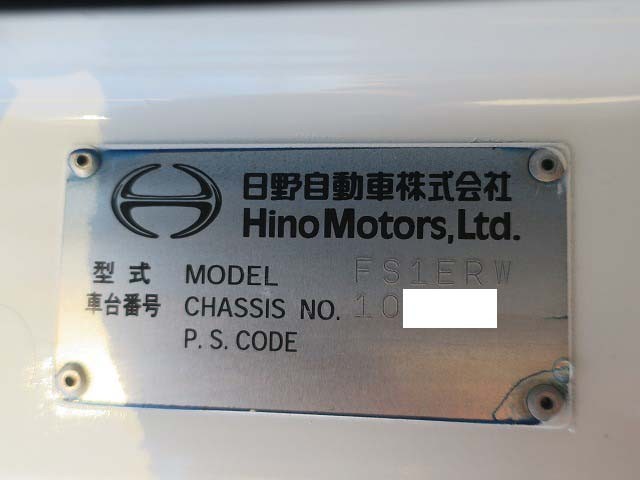 日野自動車株式会社
Hino Motors, Ltd.
型式 MODEL FS1ERW
車台番号 CHASSIS NO. 10
P.S.CODE